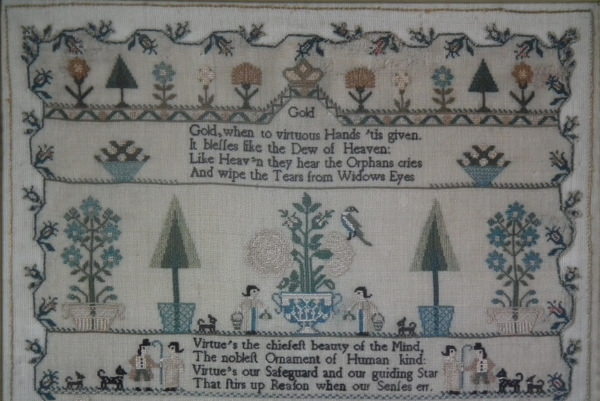 Gold
Gold, when to virtuous Hands 'tis given.
It bleſſes like the Dew of Heaven:
Like Heav'n they hear the Orphans cries
And wipe the Tears from Widows Eyes
Virtue's the chiefeſt beauty of the Mind,
The nobleſt Ornament of Human kind:
Virtue's our Safeguard and our guiding Star
That ſtirs up Reaſon when our Senſes err.